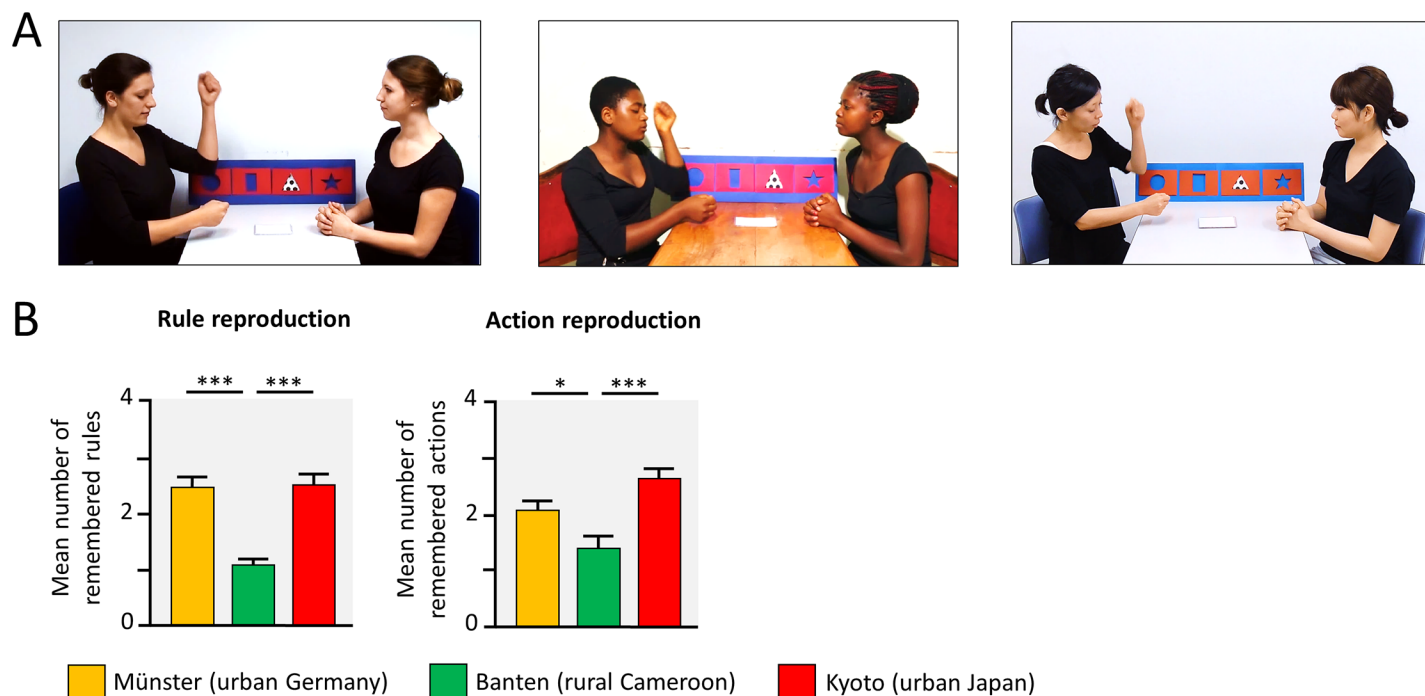 A
B
Rule reproduction
Action reproduction
Mean number of
remembered rules
4
2
0
***
***
Mean number of
remembered actions
4
2
0
*
***
Münster (urban Germany)
Banten (rural Cameroon)
Kyoto (urban Japan)